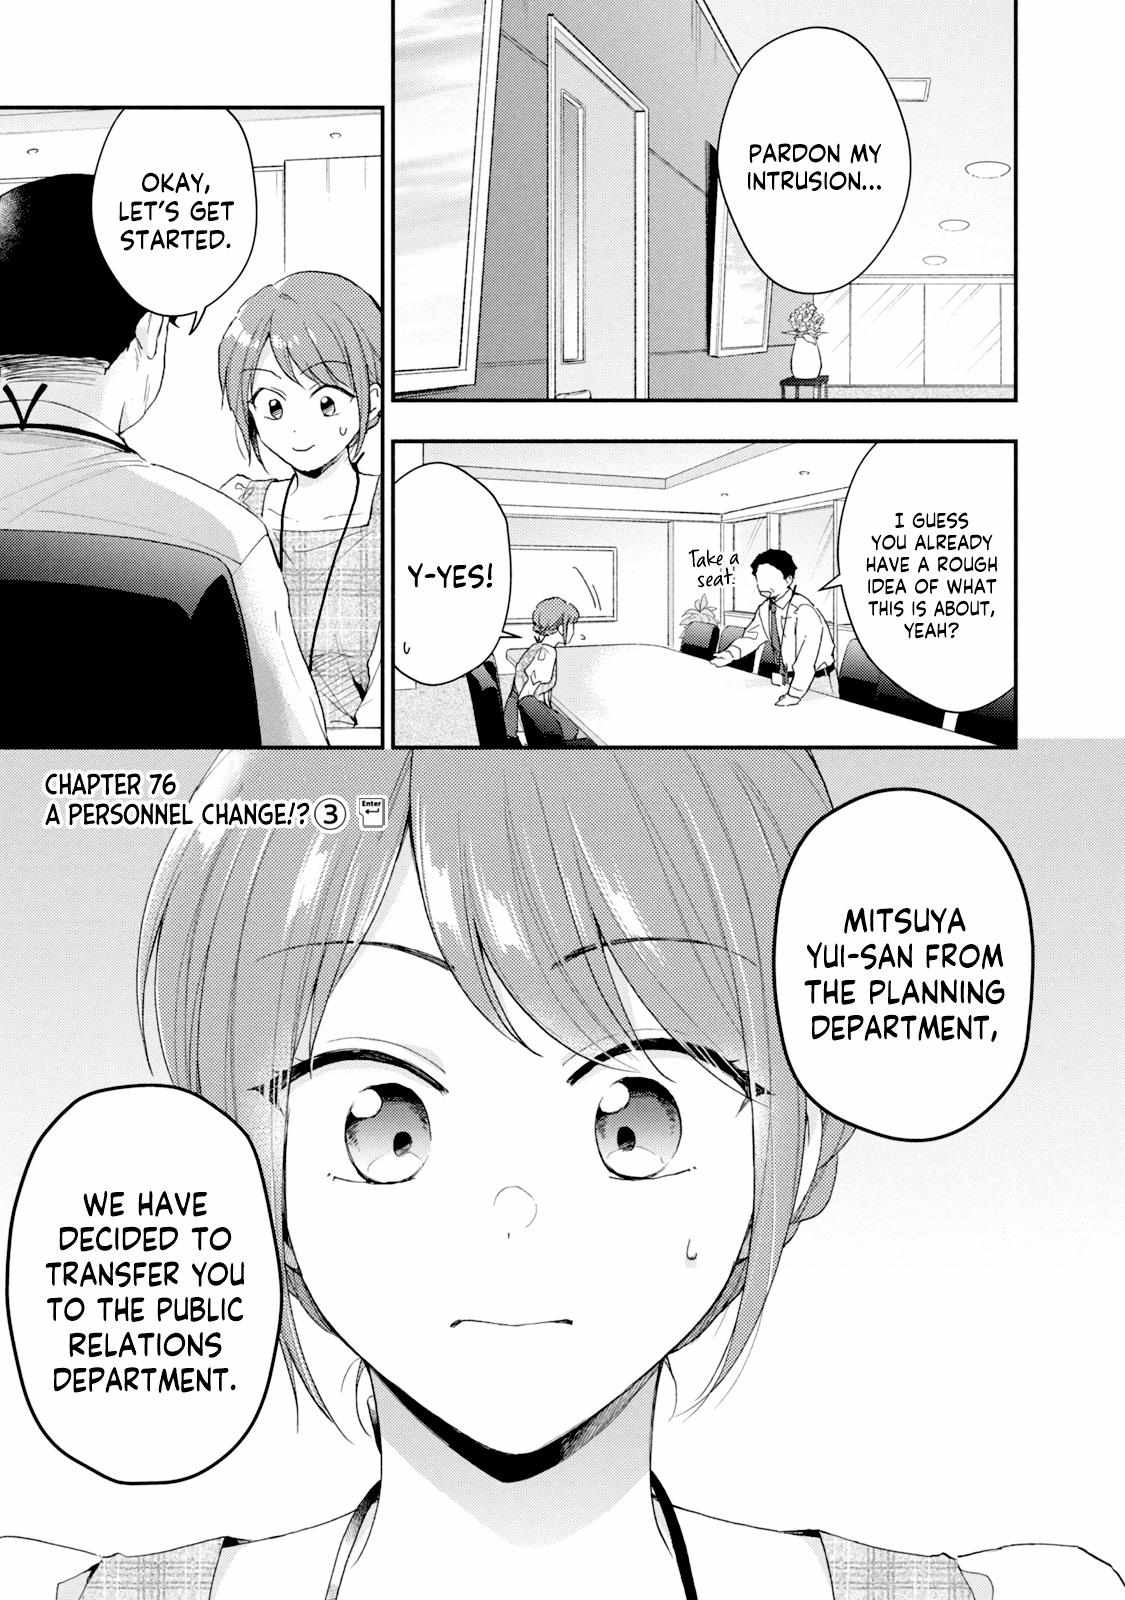 PARDON MY
INTRUSION...
OKAY,
LET'S GET
STARTED.
I GUESS
YOU ALREADY
HAVE A ROUGH
IDEA OF WHAT
THIS IS ABOUT,
YEAH?
Take a
seat.
Y-YES!
CHAPTER 76
A PERSONNEL CHANGE!? ③ Enter
MITSUYA
YUI-SAN FROM
THE PLANNING
DEPARTMENT,
WE HAVE
DECIDED TO
TRANSFER YOU
TO THE PUBLIC
RELATIONS
DEPARTMENT.